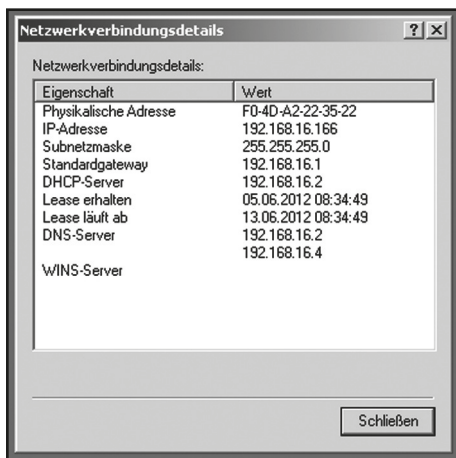 Netzwerkverbindungsdetails
Netzwerkverbindungsdetails:
Eigenschaft Wert
Physikalische Adresse F0-4D-A2-22-35-22
IP-Adresse 192.168.16.166
Subnetzmaske 255.255.255.0
Standardgateway 192.168.16.1
DHCP-Server 192.168.16.2
Lease erhalten 05.06.2012 08:34:49
Lease läuft ab 13.06.2012 08:34:49
DNS-Server 192.168.16.2
192.168.16.4
WINS-Server
Schließen